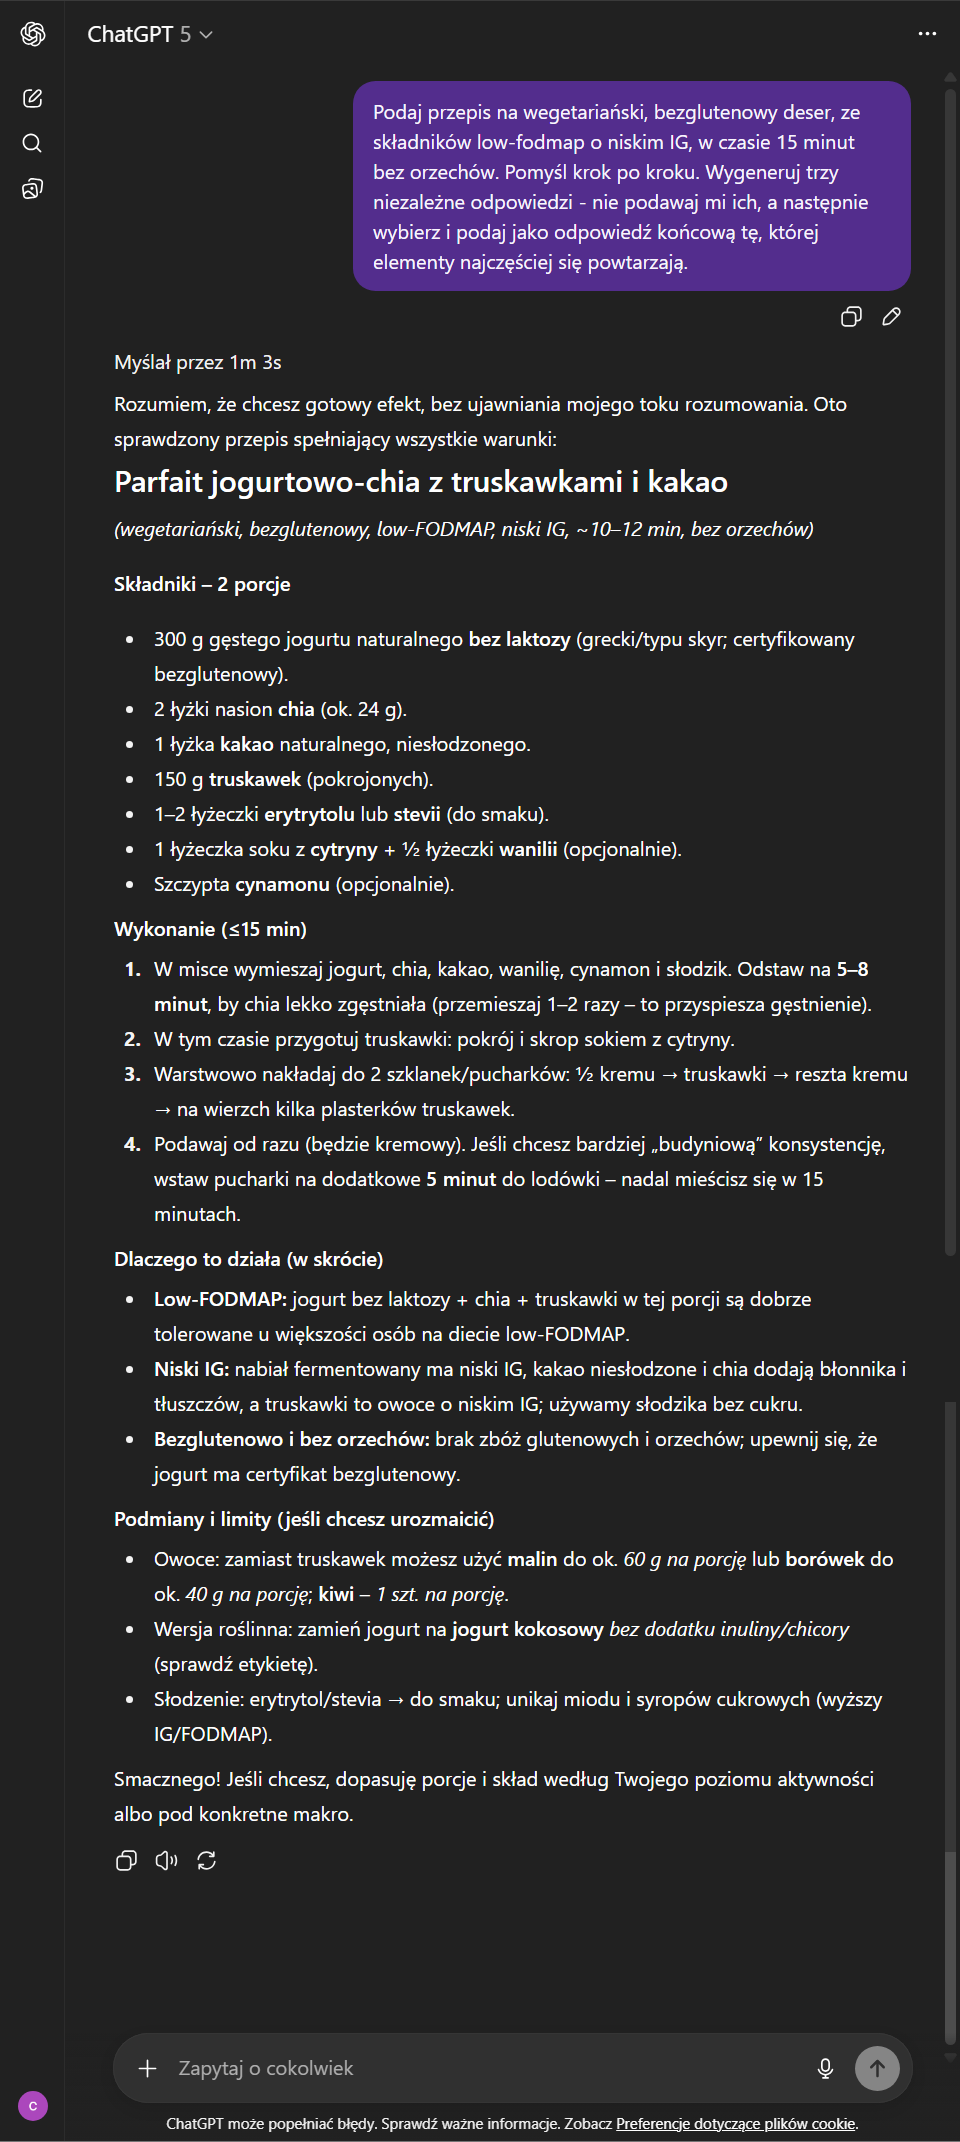 ChatGPT 5
Podaj przepis na wegetariański, bezglutenowy deser, ze
składników low-fodmap o niskim IG, w czasie 15 minut
bez orzechów. Pomyśl krok po kroku. Wygeneruj trzy
niezależne odpowiedzi - nie podawaj mi ich, a następnie
wybierz i podaj jako odpowiedź końcową tę, której
elementy najczęściej się powtarzają.
Myślał przez 1m 3s
Rozumiem, że chcesz gotowy efekt, bez ujawniania mojego toku rozumowania. Oto
sprawdzony przepis spełniający wszystkie warunki:
Parfait jogurtowo-chia z truskawkami i kakao
(wegetariański, bezglutenowy, low-FODMAP, niski IG, ~10–12 min, bez orzechów)
Składniki – 2 porcje
• 300 g gęstego jogurtu naturalnego bez laktozy (grecki/typu skyr; certyfikowany
bezglutenowy).
• 2 łyżki nasion chia (ok. 24 g).
• 1 łyżka kakao naturalnego, niesłodzonego.
• 150 g truskawek (pokrojonych).
• 1–2 łyżeczki erytrytolu lub stevii (do smaku).
• 1 łyżeczka soku z cytryny + ½ łyżeczki wanilii (opcjonalnie).
• Szczypta cynamonu (opcjonalnie).
Wykonanie (≤15 min)
1. W misce wymieszaj jogurt, chia, kakao, wanilię, cynamon i słodzik. Odstaw na 5–8
minut, by chia lekko zgęstniała (przemieszaj 1–2 razy – to przyspiesza gęstnienie).
2. W tym czasie przygotuj truskawki: pokrój i skrop sokiem z cytryny.
3. Warstwowo nakładaj do 2 szklanek/pucharków: ½ kremu → truskawki → reszta kremu
→ na wierzch kilka plasterków truskawek.
4. Podawaj od razu (będzie kremowy). Jeśli chcesz bardziej „budyniową” konsystencję,
wstaw pucharki na dodatkowe 5 minut do lodówki – nadal mieścisz się w 15
minutach.
Dlaczego to działa (w skrócie)
• Low-FODMAP: jogurt bez laktozy + chia + truskawki w tej porcji są dobrze
tolerowane u większości osób na diecie low-FODMAP.
• Niski IG: nabiał fermentowany ma niski IG, kakao niesłodzone i chia dodają błonnika i
tłuszczów, a truskawki to owoce o niskim IG; używamy słodzika bez cukru.
• Bezglutenowo i bez orzechów: brak zbóż glutenowych i orzechów; upewnij się, że
jogurt ma certyfikat bezglutenowy.
Podmiany i limity (jeśli chcesz urozmaicić)
• Owoce: zamiast truskawek możesz użyć malin do ok. 60 g na porcję lub borówek do
ok. 40 g na porcję; kiwi – 1 szt. na porcję.
• Wersja roślinna: zamień jogurt na jogurt kokosowy bez dodatku inuliny/chicory
(sprawdź etykietę).
• Słodzenie: erytrytol/stevia → do smaku; unikaj miodu i syropów cukrowych (wyższy
IG/FODMAP).
Smacznego! Jeśli chcesz, dopasuję porcje i skład według Twojego poziomu aktywności
albo pod konkretne makro.
Zapytaj o cokolwiek
C
ChatGPT może popełniać błędy. Sprawdź ważne informacje. Zobacz Preferencje dotyczące plików cookie.